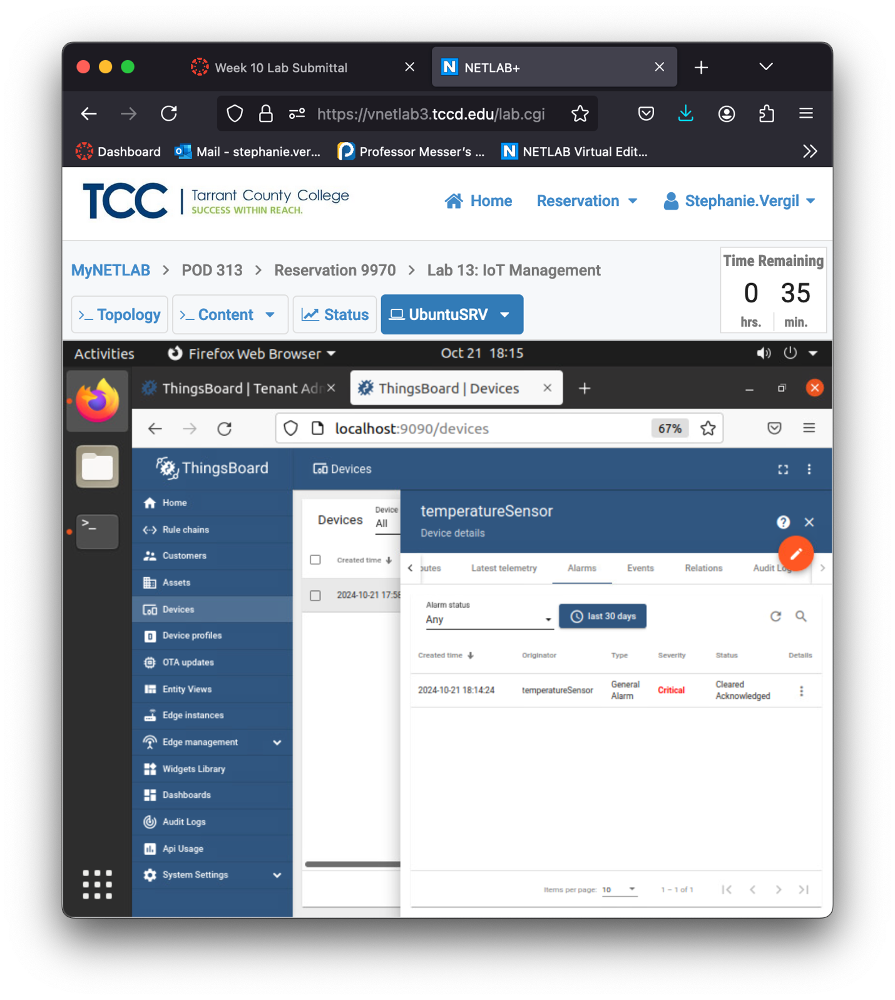 Week 10 Lab Submittal
NETLAB+
https://vnetlab3.tccd.edu/lab.cgi
Dashboard
Mail - stephanie.ver...
Professor Messer's ...
NETLAB Virtual Edit...
TCC
Tarrant County College
SUCCESS WITHIN REACH.
Home
Reservation
Stephanie.Vergil
MyNETLAB > POD 313 > Reservation 9970 > Lab 13: IoT Management
Time Remaining
0 35
hrs. min.
>_ Topology
>_ Content
Status
UbuntuSRV
Activities
Firefox Web Browser
Oct 21 18:15
ThingsBoard | Tenant Adn
ThingsBoard | Devices
localhost:9090/devices
67%
ThingsBoard
Devices
Home
Rule chains
Customers
Assets
Devices
Device profiles
OTA updates
Entity Views
Edge instances
Edge management
Widgets Library
Dashboards
Audit Logs
Api Usage
System Settings
Devices
Device
All
Created time
2024-10-21 17:58
temperatureSensor
Device details
butes
Latest telemetry
Alarms
Events
Relations
Audit Log
Alarm status
Any
last 30 days
Created time Originator Type Severity Status Details
2024-10-21 18:14:24 temperatureSensor General Alarm Critical Cleared Acknowledged
Items per page: 10
1 – 1 of 1